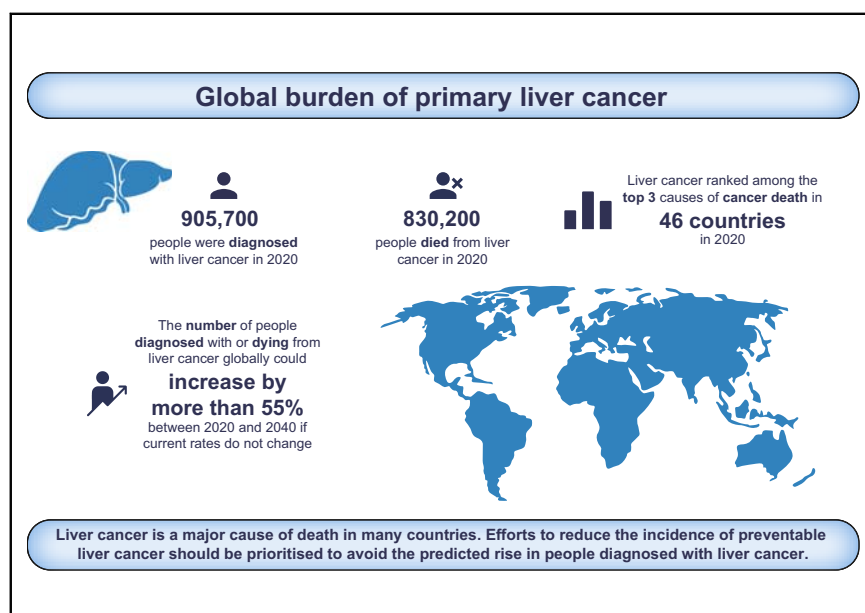 Global burden of primary liver cancer
905,700
people were diagnosed
with liver cancer in 2020
830,200
people died from liver
cancer in 2020
Liver cancer ranked among the
top 3 causes of cancer death in
46 countries
in 2020
The number of people
diagnosed with or dying from
liver cancer globally could
increase by
more than 55%
between 2020 and 2040 if
current rates do not change
Liver cancer is a major cause of death in many countries. Efforts to reduce the incidence of preventable
liver cancer should be prioritised to avoid the predicted rise in people diagnosed with liver cancer.